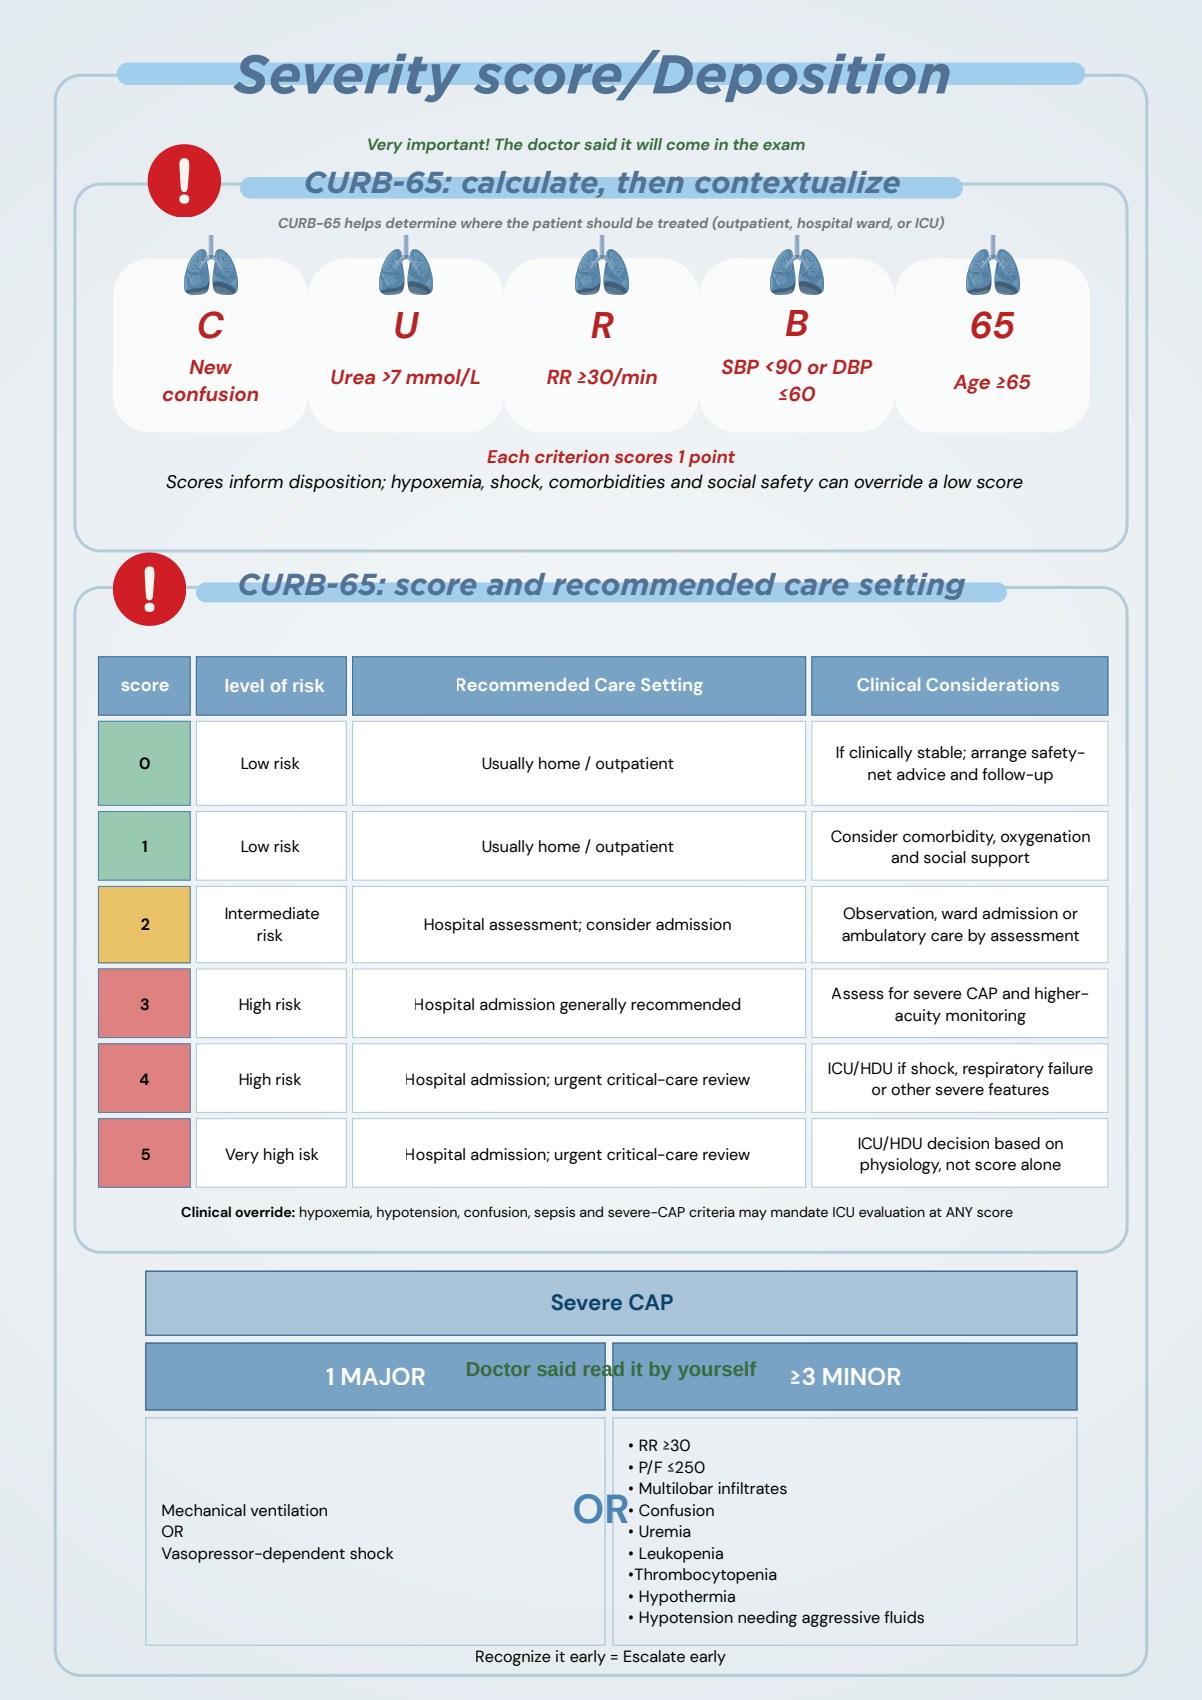 Severity score/Deposition
Very important! The doctor said it will come in the exam
CURB-65: calculate, then contextualize
CURB-65 helps determine where the patient should be treated (outpatient, hospital ward, or ICU)
C
New
confusion
U
Urea >7 mmol/L
R
RR ≥30/min
B
SBP <90 or DBP
≤60
65
Age ≥65
Each criterion scores 1 point
Scores inform disposition; hypoxemia, shock, comorbidities and social safety can override a low score
CURB-65: score and recommended care setting
score
level of risk
Recommended Care Setting
Clinical Considerations
0
Low risk
Usually home / outpatient
If clinically stable; arrange safety-
net advice and follow-up
1
Low risk
Usually home / outpatient
Consider comorbidity, oxygenation
and social support
2
Intermediate
risk
Hospital assessment; consider admission
Observation, ward admission or
ambulatory care by assessment
3
High risk
Hospital admission generally recommended
Assess for severe CAP and higher-
acuity monitoring
4
High risk
Hospital admission; urgent critical-care review
ICU/HDU if shock, respiratory failure
or other severe features
5
Very high isk
Hospital admission; urgent critical-care review
ICU/HDU decision based on
physiology, not score alone
Clinical override: hypoxemia, hypotension, confusion, sepsis and severe-CAP criteria may mandate ICU evaluation at ANY score
Severe CAP
1 MAJOR
Doctor said read it by yourself
≥3 MINOR
Mechanical ventilation
OR
Vasopressor-dependent shock
OR
• RR ≥30
• P/F ≤250
• Multilobar infiltrates
• Confusion
• Uremia
• Leukopenia
•Thrombocytopenia
• Hypothermia
• Hypotension needing aggressive fluids
Recognize it early = Escalate early